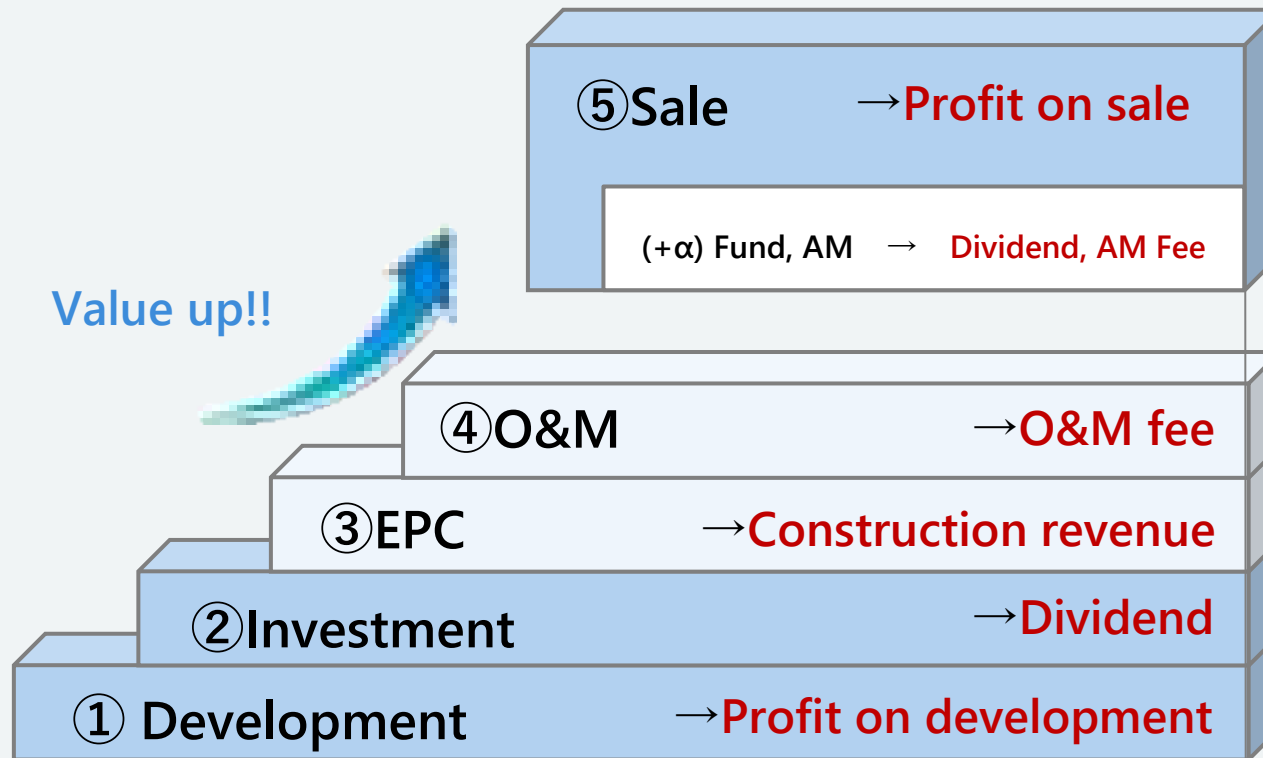 ⑤Sale →Profit on sale
(+α) Fund, AM → Dividend, AM Fee
Value up!!
④O&M →O&M fee
③EPC →Construction revenue
②Investment →Dividend
① Development →Profit on development